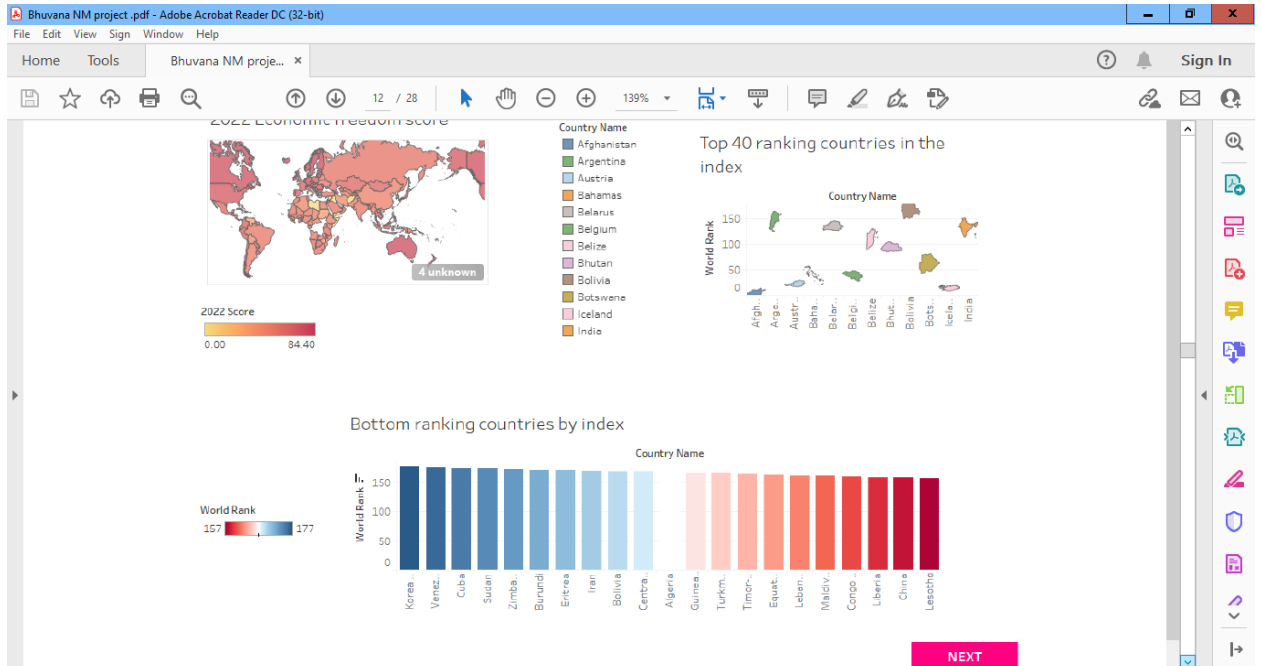 Bhuvana NM project .pdf - Adobe Acrobat Reader DC (32-bit)
File Edit View Sign Window Help
Home Tools Bhuvana NM proje... × Sign In
12 / 28 139%
2022 Economic freedom score
4 unknown
2022 Score
0.00 84.40
Country Name
Afghanistan
Argentina
Austria
Bahamas
Belarus
Belgium
Belize
Bhutan
Bolivia
Botswana
Iceland
India
Top 40 ranking countries in the
index
Country Name
World Rank
150
100
50
0
Afgh..
Arge..
Austr..
Baha..
Belar..
Belgi..
Belize
Bhut..
Bolivia
Bots..
Icela..
India
Bottom ranking countries by index
Country Name
World Rank
157 177
World Rank
150
100
50
0
Korea..
Venez..
Cuba
Sudan
Zimba..
Burundi
Eritrea
Iran
Bolivia
Centra..
Algeria
Guinea..
Turkm..
Timor-..
Equat..
Leban..
Maldiv..
Congo ..
Liberia
China
Lesotho
NEXT